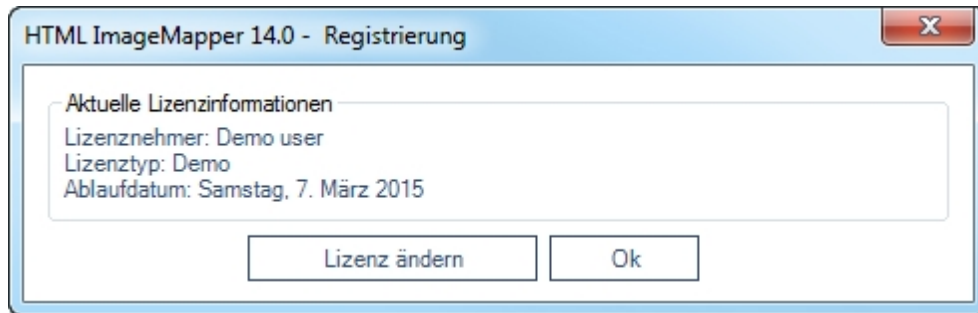 HTML ImageMapper 14.0 - Registrierung
Aktuelle Lizenzinformationen
Lizenznehmer: Demo user
Lizenztyp: Demo
Ablaufdatum: Samstag, 7. März 2015
Lizenz ändern
Ok